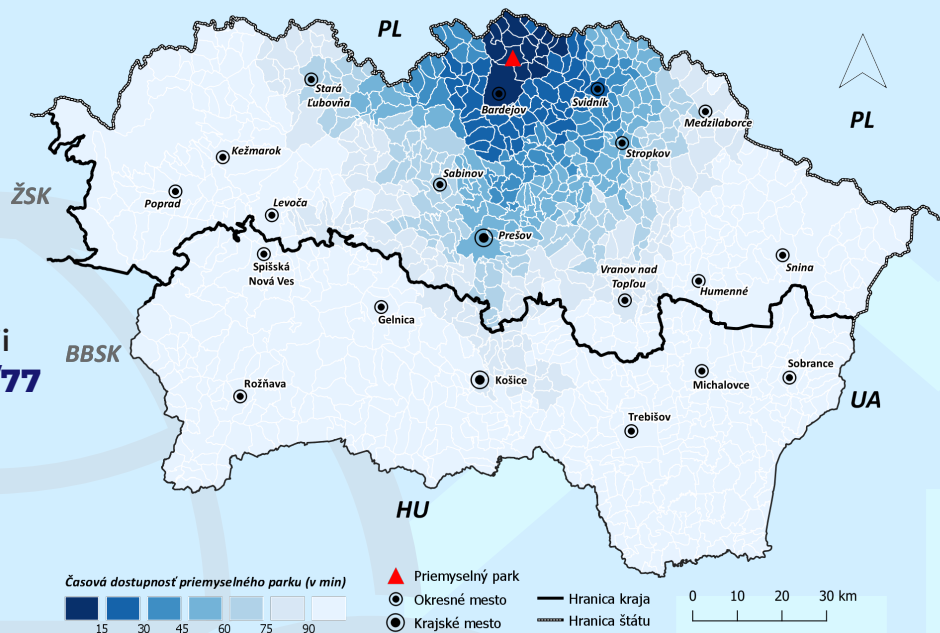 PL
Stará
Ľubovňa
Bardejov
Svidník
Medzilaborce
PL
Stropkov
Kežmarok
Sabinov
ŽSK
Poprad
Levoča
Prešov
Spišská
Nová Ves
Vranov nad
Topľou
Snina
Humenné
Gelnica
i
BBSK
77
Košice
Sobrance
Michalovce
Rožňava
UA
Trebišov
HU
Časová dostupnosť priemyselného parku (v min)
15 30 45 60 75 90
Priemyselný park
Okresné mesto
Krajské mesto
Hranica kraja
Hranica štátu
0 10 20 30 km